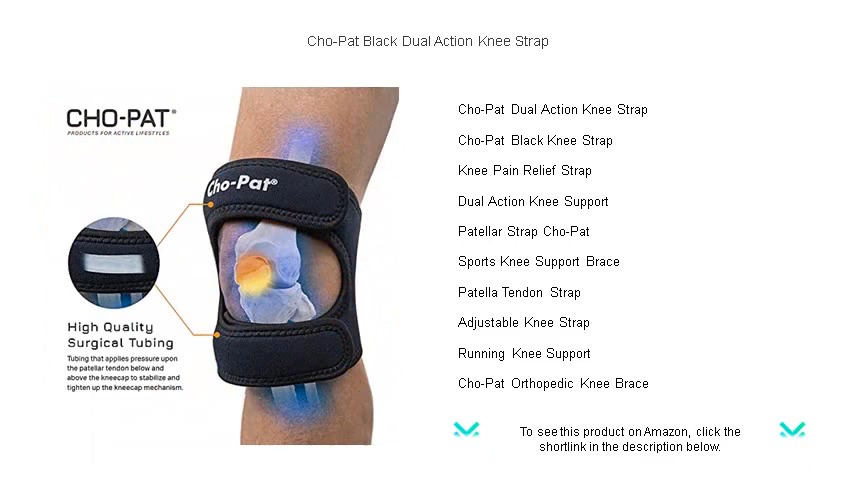 Cho-Pat Black Dual Action Knee Strap
CHO-PAT®
PRODUCTS FOR ACTIVE LIFESTYLES
Cho-Pat®
High Quality
Surgical Tubing
Tubing that applies pressure upon
the patellar tendon below and
above the kneecap to stabilize and
tighten up the kneecap mechanism.
Cho-Pat Dual Action Knee Strap
Cho-Pat Black Knee Strap
Knee Pain Relief Strap
Dual Action Knee Support
Patellar Strap Cho-Pat
Sports Knee Support Brace
Patella Tendon Strap
Adjustable Knee Strap
Running Knee Support
Cho-Pat Orthopedic Knee Brace
To see this product on Amazon, click the
shortlink in the description below.